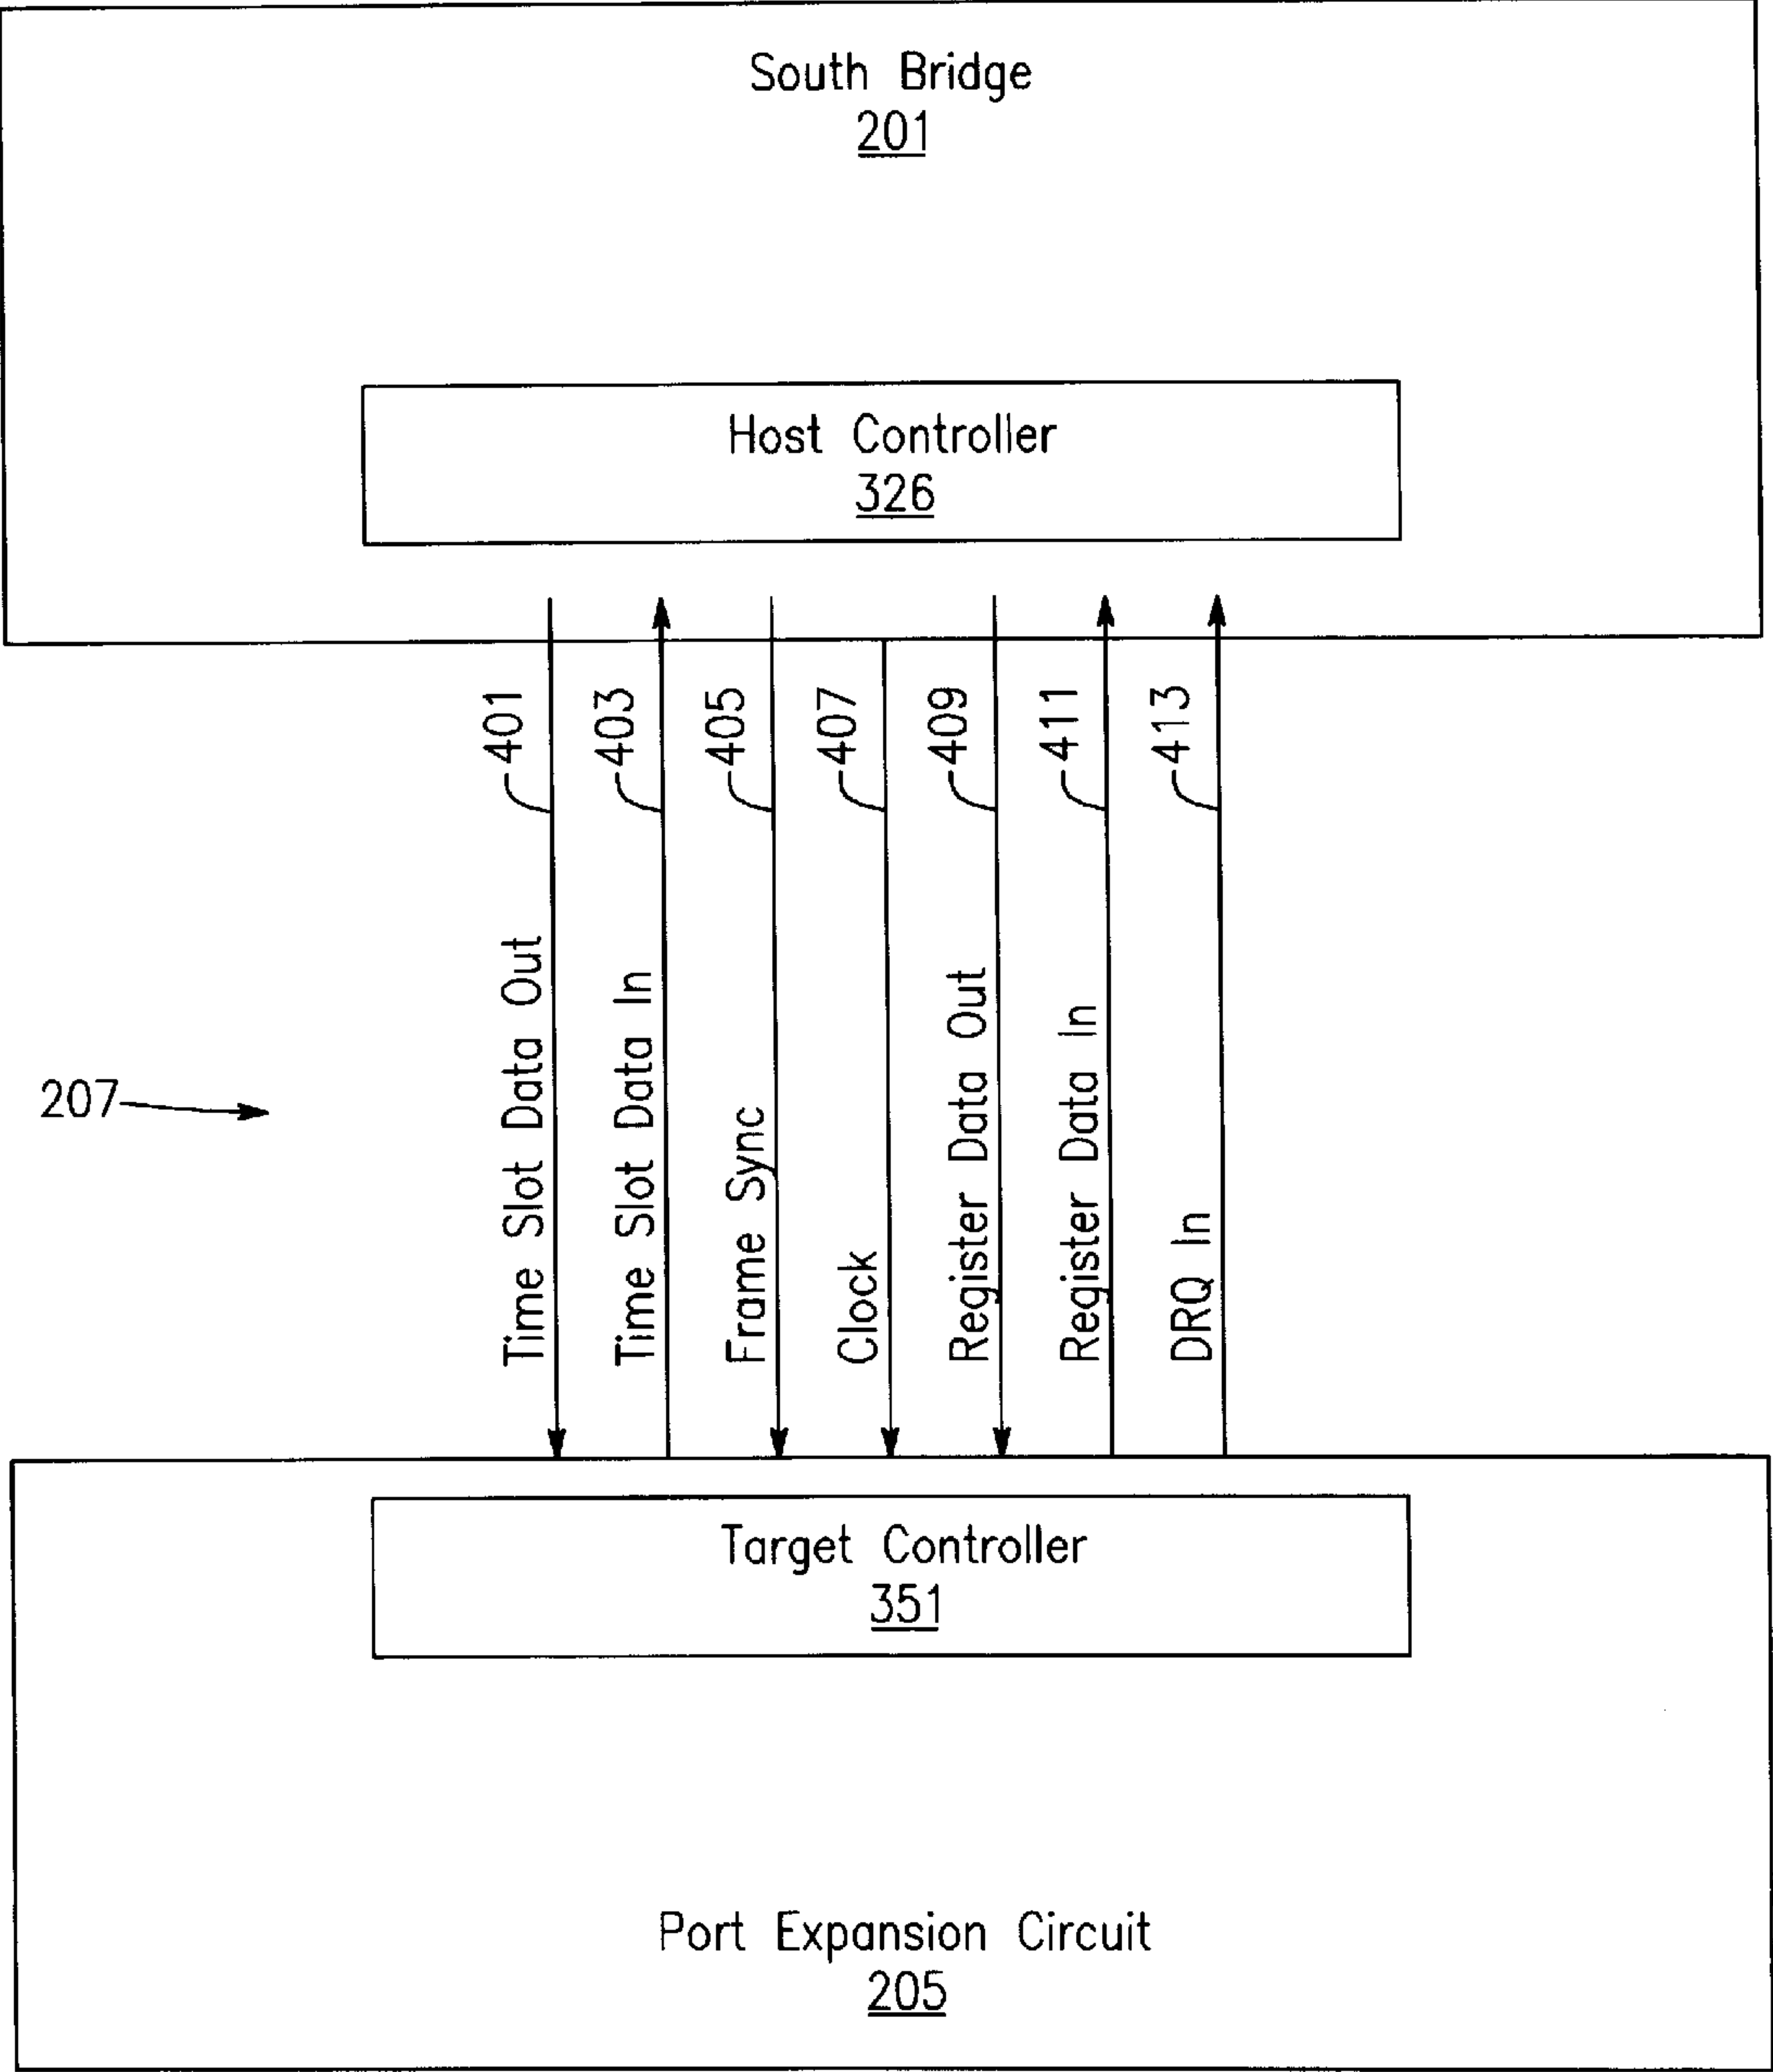 South Bridge
201
Host Controller
326
401
403
405
407
409
411
413
Time Slot Data Out
Time Slot Data In
Frame Sync
Clock
Register Data Out
Register Data In
DRQ In
207
Target Controller
351
Port Expansion Circuit
205